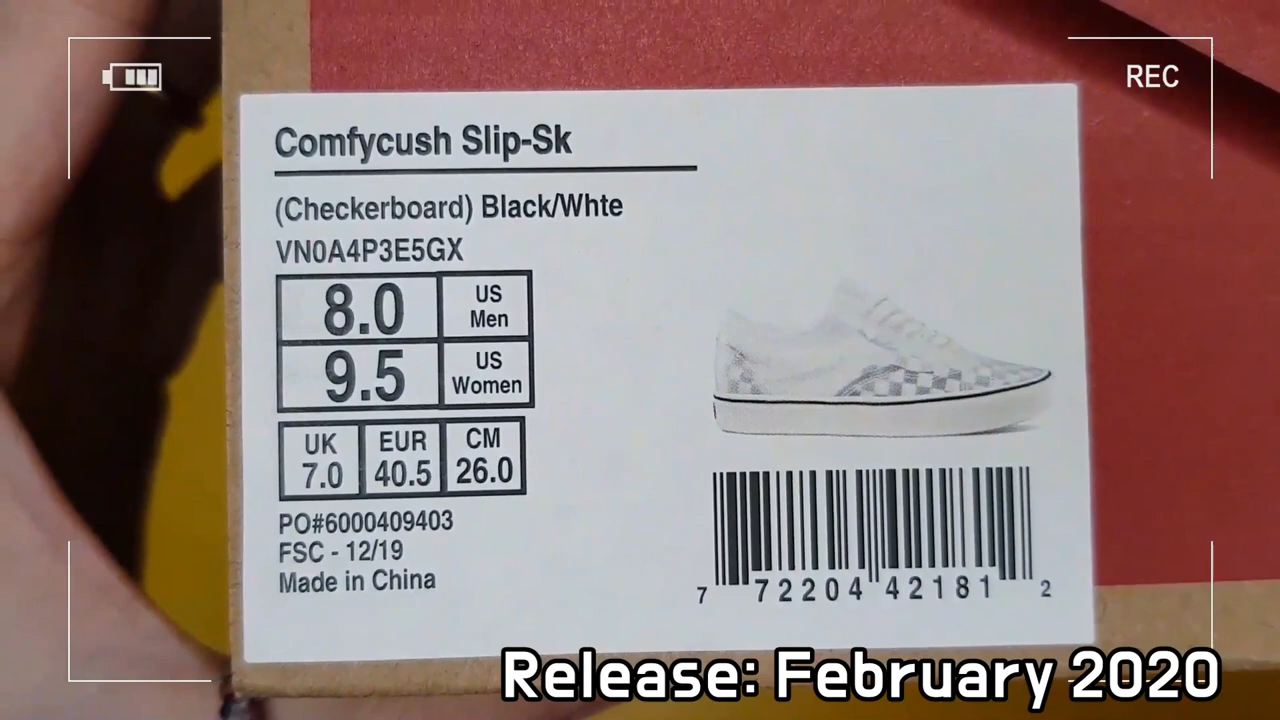 REC
Comfycush Slip-Sk
(Checkerboard) Black/Whte
VN0A4P3E5GX
8.0 US Men
9.5 US Women
UK EUR CM
7.0 40.5 26.0
PO#6000409403
FSC - 12/19
Made in China
7 72204 42181 2
Release: February 2020